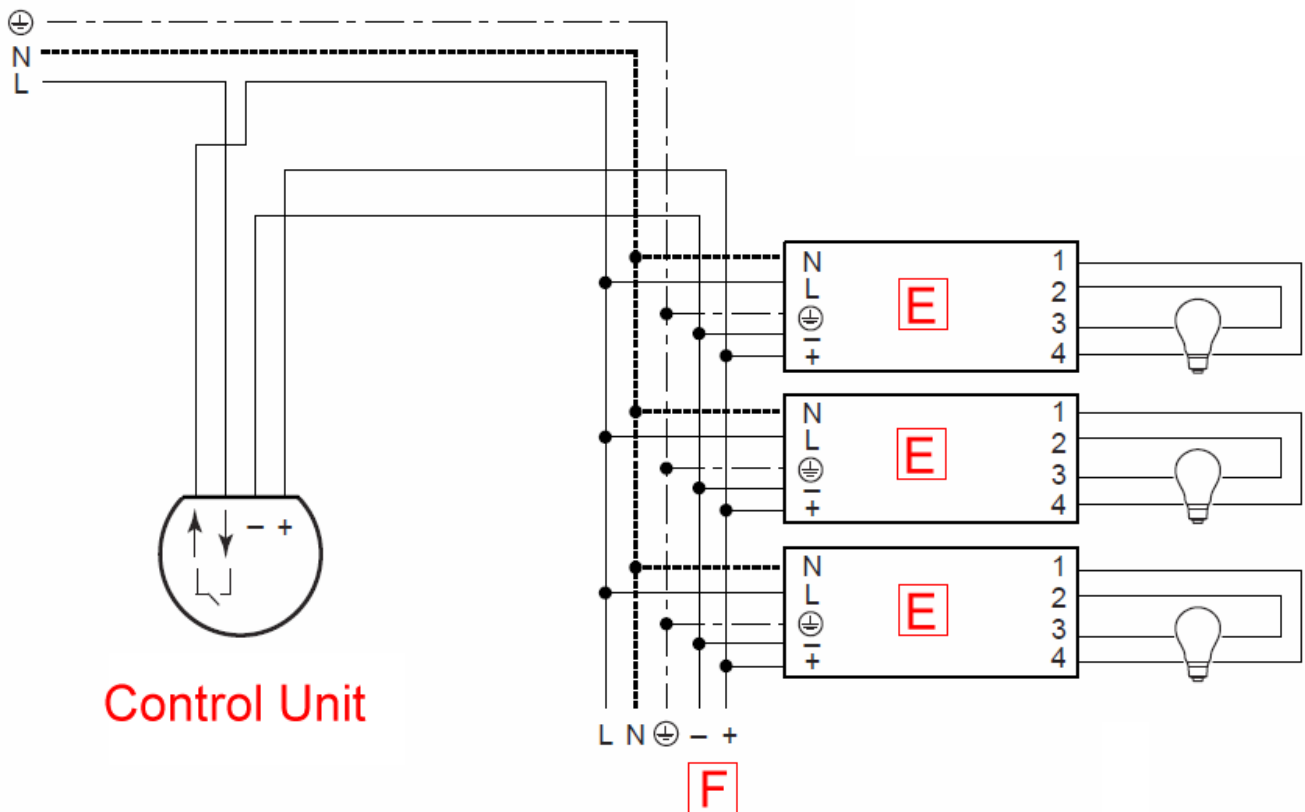 ⏚
N
L
N 1
L E 2
⏚ 3
– 4
+
N 1
L E 2
⏚ 3
– 4
+
– +
N 1
L E 2
⏚ 3
– 4
+
Control Unit
L N ⏚ – +
F